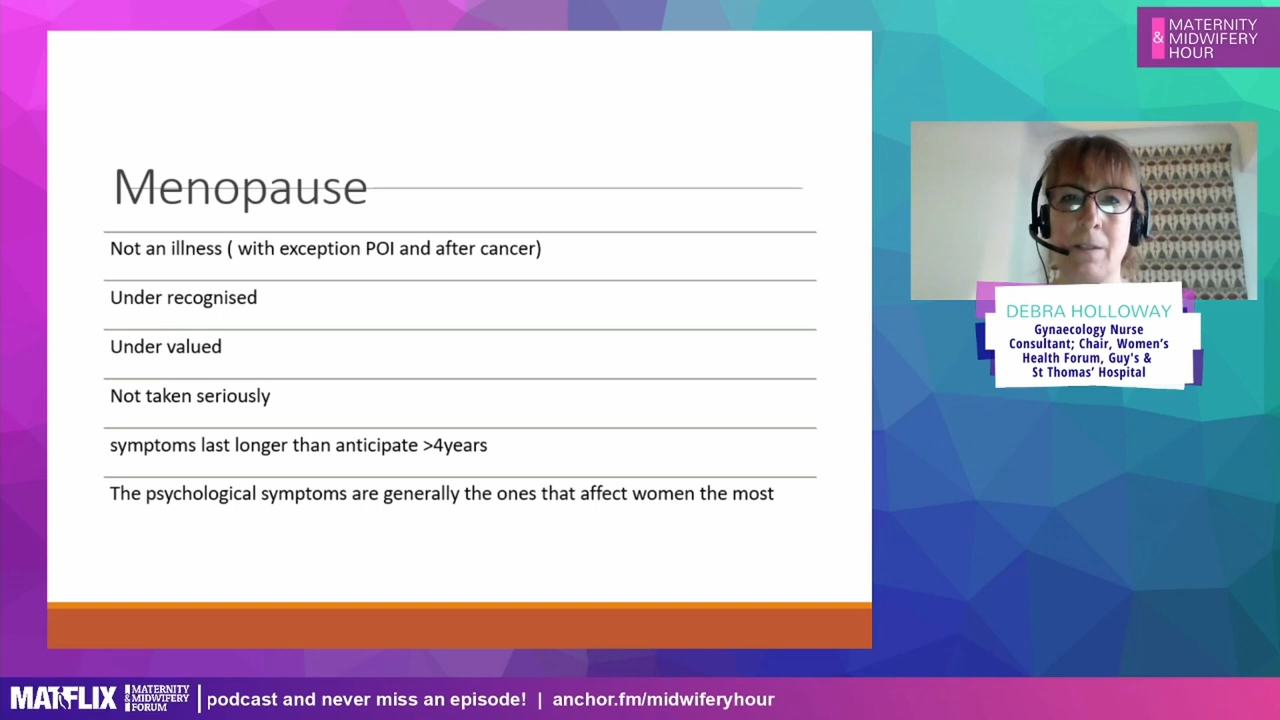 Menopause
Not an illness ( with exception POI and after cancer)
Under recognised
Under valued
Not taken seriously
symptoms last longer than anticipate >4years
The psychological symptoms are generally the ones that affect women the most
&
MATERNITY
MIDWIFERY
HOUR
DEBRA HOLLOWAY
Gynaecology Nurse
Consultant; Chair, Women’s
Health Forum, Guy's &
St Thomas’ Hospital
MATFLIX
MATERNITY
& MIDWIFERY
FORUM
podcast and never miss an episode! | anchor.fm/midwiferyhour